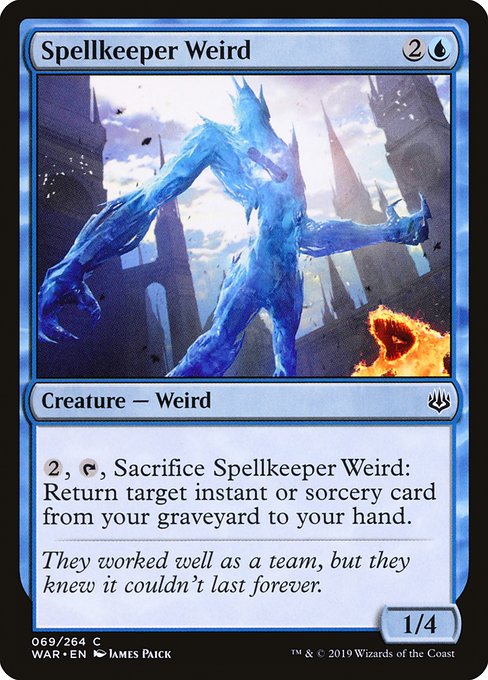 Spellkeeper Weird 2
Creature — Weird
2, , Sacrifice Spellkeeper Weird:
Return target instant or sorcery card
from your graveyard to your hand.
They worked well as a team, but they
knew it couldn't last forever.
1/4
069/264 C
WAR • EN JAMES PAICK
™ & © 2019 Wizards of the Coast